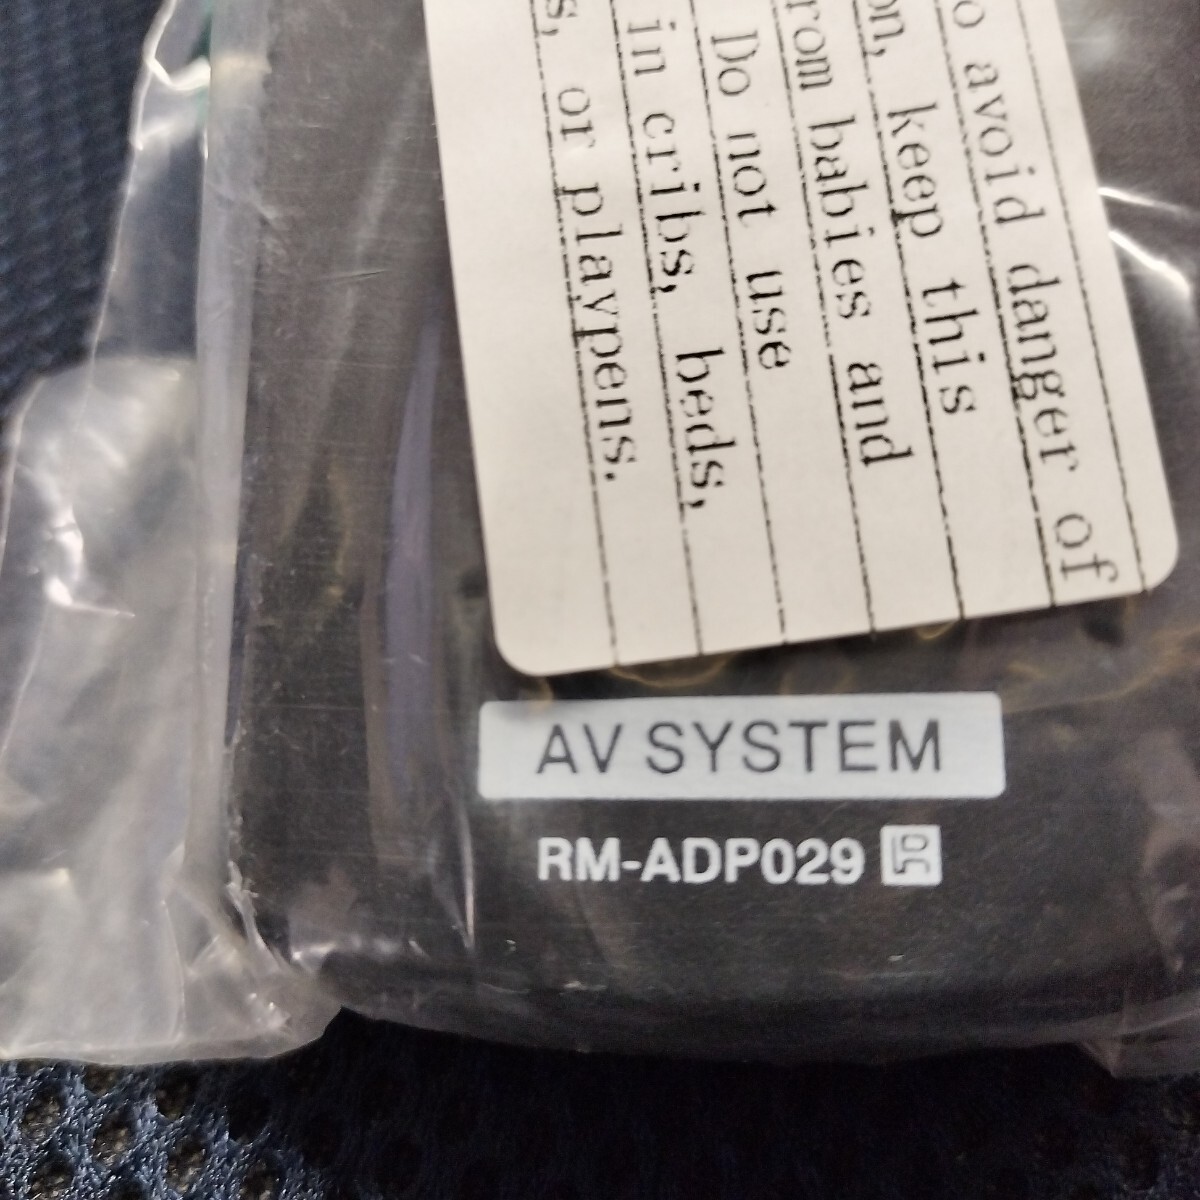 o avoid danger of
on, keep this
rom babies and
Do not use
in cribs, beds,
s, or playpens.
AV SYSTEM
RM-ADP029